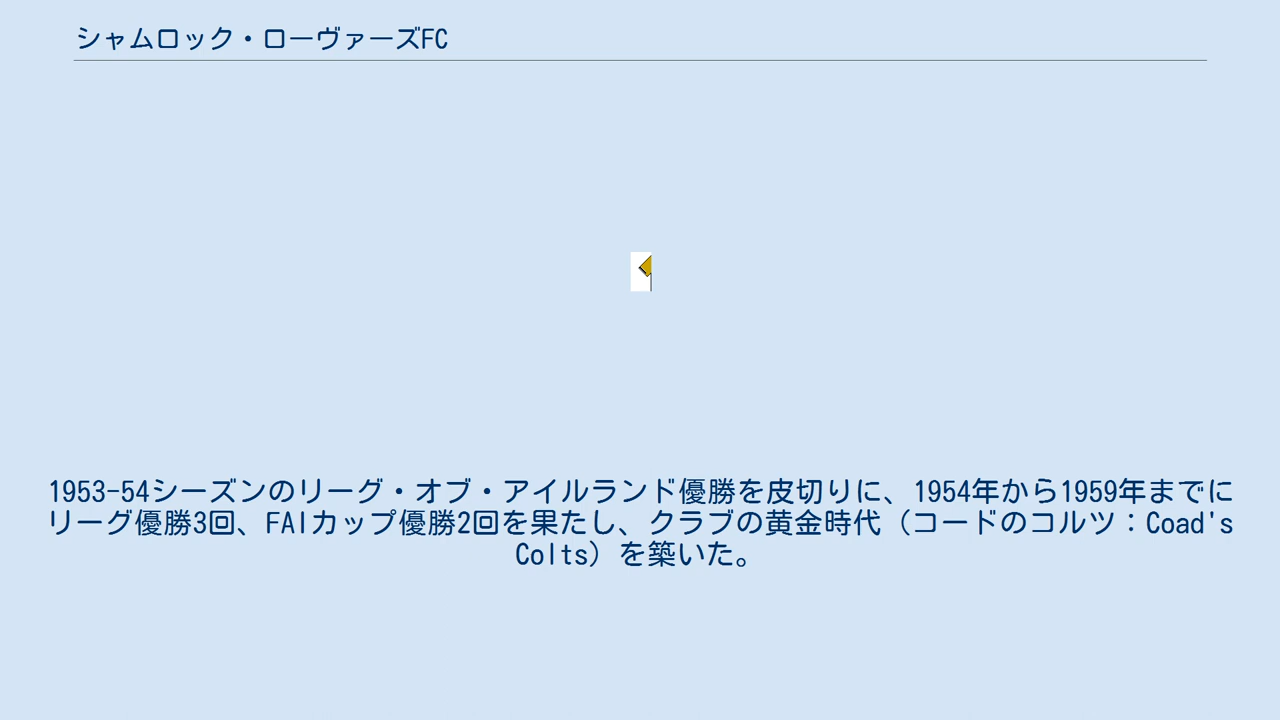 シャムロック・ローヴァーズFC
1953-54シーズンのリーグ・オブ・アイルランド優勝を皮切りに、1954年から1959年までに
リーグ優勝3回、FAIカップ優勝2回を果たし、クラブの黄金時代（コードのコルツ：Coad's
Colts）を築いた。